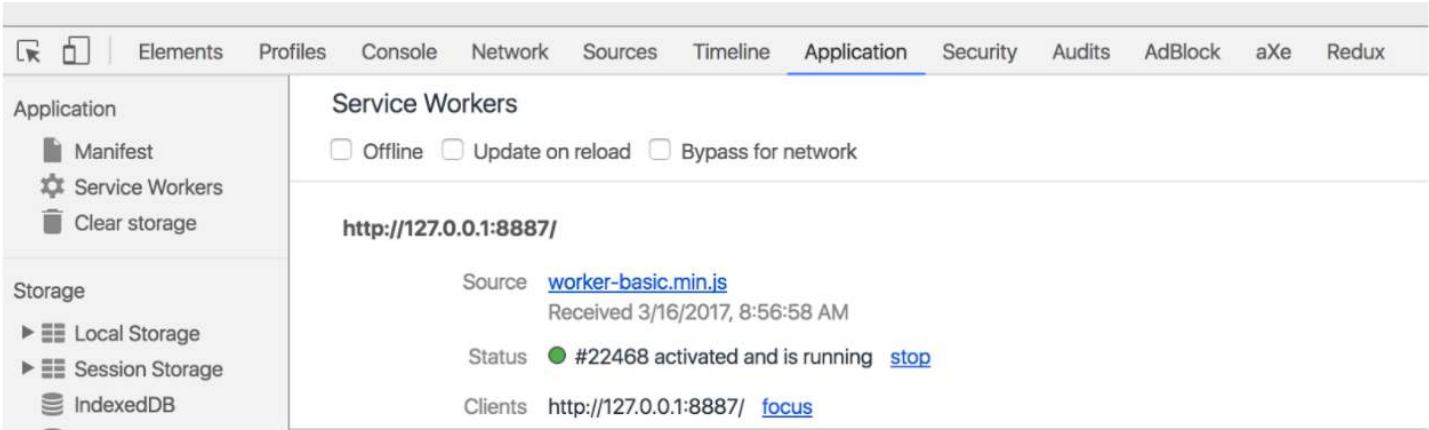 Elements Profiles Console Network Sources Timeline Application Security Audits AdBlock aXe Redux
Application
Manifest
Service Workers
Clear storage
Storage
Local Storage
Session Storage
IndexedDB
Service Workers
Offline Update on reload Bypass for network
http://127.0.0.1:8887/
Source worker-basic.min.js
Received 3/16/2017, 8:56:58 AM
Status #22468 activated and is running stop
Clients http://127.0.0.1:8887/ focus